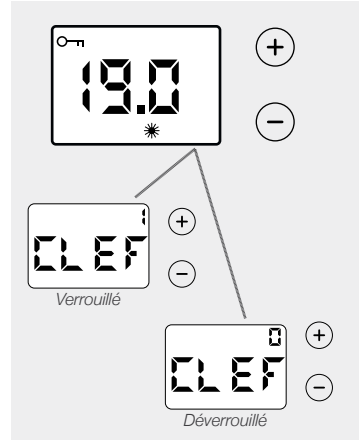 19.0
+
−
1
CLEF
+
−
Verrouillé
0
CLEF
+
−
Déverrouillé